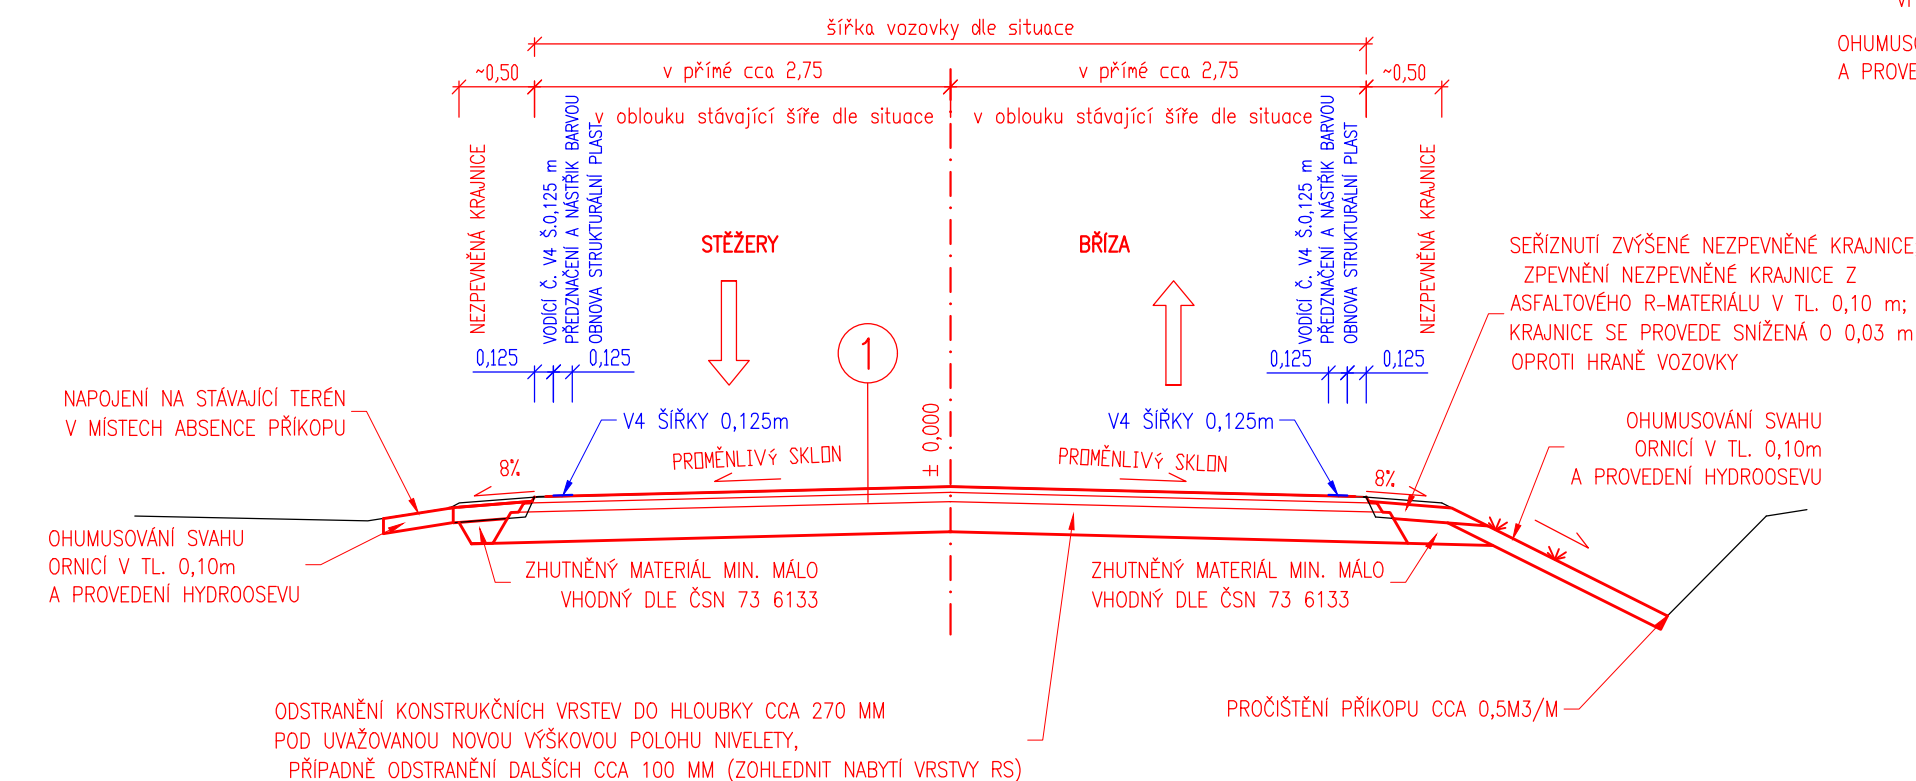 šířka vozovky dle situace
~0,50
v přímé cca 2,75
v přímé cca 2,75
~0,50
v oblouku stávající šíře dle situace
v oblouku stávající šíře dle situace
NEZPEVNĚNÁ KRAJNICE
VODÍCÍ Č. V4 Š.0,125 m
PŘEDZNAČENÍ A NÁSTŘIK BARVOU
OBNOVA STRUKTURÁLNÍ PLAST
VODÍCÍ Č. V4 Š.0,125 m
PŘEDZNAČENÍ A NÁSTŘIK BARVOU
OBNOVA STRUKTURÁLNÍ PLAST
NEZPEVNĚNÁ KRAJNICE
STĚŽERY
BŘÍZA
0,125
0,125
0,125
0,125
1
SEŘÍZNUTÍ ZVÝŠENÉ NEZPEVNĚNÉ KRAJNICE
ZPEVNĚNÍ NEZPEVNĚNÉ KRAJNICE Z
ASFALTOVÉHO R-MATERIÁLU V TL. 0,10 m;
KRAJNICE SE PROVEDE SNÍŽENÁ O 0,03 m
OPROTI HRANĚ VOZOVKY
NAPOJENÍ NA STÁVAJÍCÍ TERÉN
V MÍSTECH ABSENCE PŘÍKOPU
V4 ŠÍŘKY 0,125m
V4 ŠÍŘKY 0,125m
± 0,000
OHUMUSOVÁNÍ SVAHU
ORNICÍ V TL. 0,10m
A PROVEDENÍ HYDROOSEVU
8%
PROMĚNLIVÝ SKLON
PROMĚNLIVÝ SKLON
8%
OHUMUSOVÁNÍ SVAHU
ORNICÍ V TL. 0,10m
A PROVEDENÍ HYDROOSEVU
ZHUTNĚNÝ MATERIÁL MIN. MÁLO
VHODNÝ DLE ČSN 73 6133
ZHUTNĚNÝ MATERIÁL MIN. MÁLO
VHODNÝ DLE ČSN 73 6133
ODSTRANĚNÍ KONSTRUKČNÍCH VRSTEV DO HLOUBKY CCA 270 MM
POD UVAŽOVANOU NOVOU VÝŠKOVOU POLOHU NIVELETY,
PŘÍPADNĚ ODSTRANĚNÍ DALŠÍCH CCA 100 MM (ZOHLEDNIT NABYTÍ VRSTVY RS)
PROČIŠTĚNÍ PŘÍKOPU CCA 0,5M3/M
A